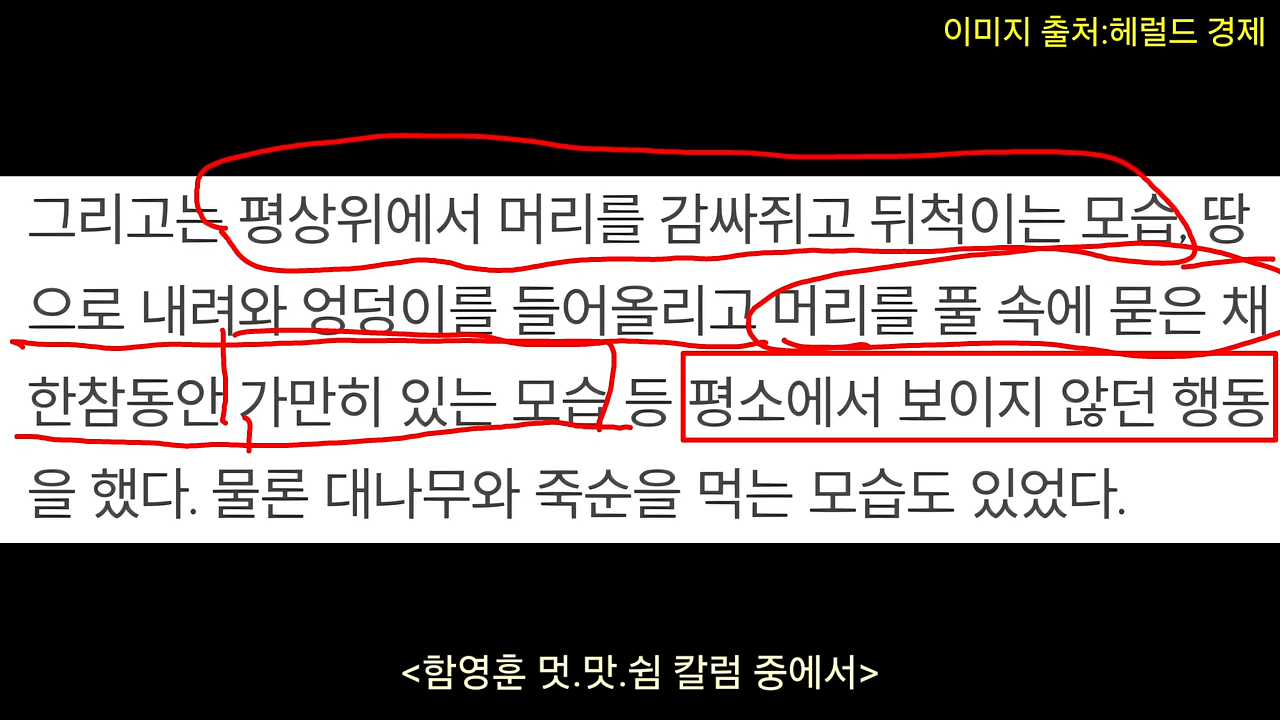 이미지 출처:헤럴드 경제
그리고는 평상위에서 머리를 감싸쥐고 뒤척이는 모습, 땅
으로 내려와 엉덩이를 들어올리고 머리를 풀 속에 묻은 채
한참동안 가만히 있는 모습 등 평소에서 보이지 않던 행동
을 했다. 물론 대나무와 죽순을 먹는 모습도 있었다.
<함영훈 멋.맛.쉼 칼럼 중에서>